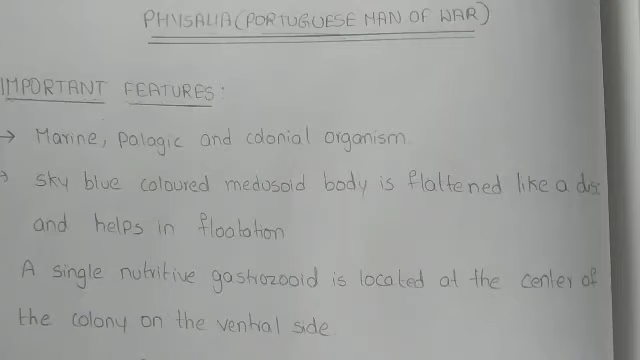 PHYSALIA (PORTUGUESE MAN OF WAR)
IMPORTANT FEATURES:
→ Marine, palagic and colonial organism.
→ Sky blue coloured medusoid body is flattened like a disc
and helps in floatation
A single nutritive gastrozooid is located at the center of
the colony on the ventral side